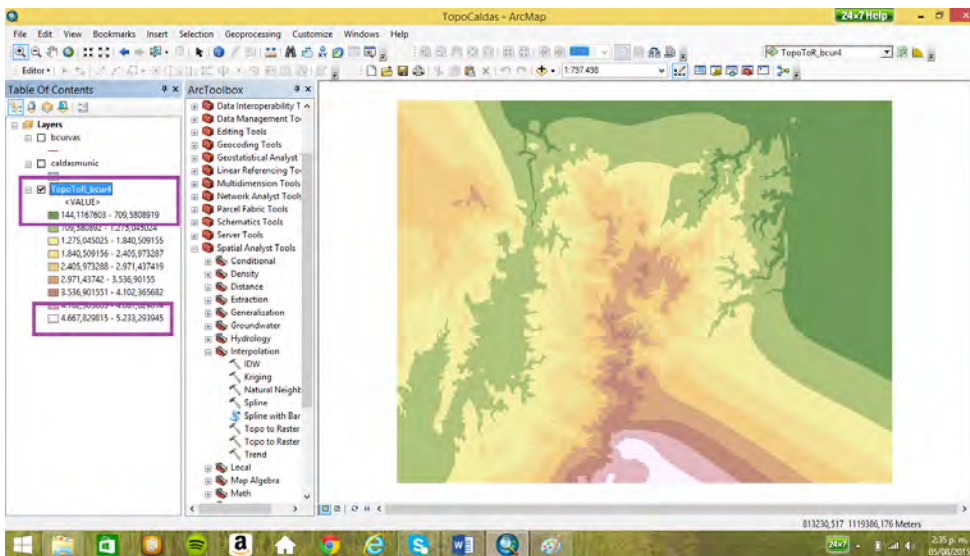 TopoCaldas - ArcMap
24x7 Help
File Edit View Bookmarks Insert Selection Geoprocessing Customize Windows Help
TopoToR_bcur4
Editor
1:797.498
Table Of Contents
Layers
bcurvas
caldasmunic
TopoToR_bcur4
<VALUE>
144,1167603 - 709,5808919
709,580892 - 1.275,045024
1.275,045025 - 1.840,509155
1.840,509156 - 2.405,973287
2.405,973288 - 2.971,437419
2.971,43742 - 3.536,90155
3.536,901551 - 4.102,365682
4.667,829815 - 5.233,293945
ArcToolbox
Data Interoperability T
Data Management To
Editing Tools
Geocoding Tools
Geostatistical Analyst
Linear Referencing To
Multidimension Tools
Network Analyst Tools
Parcel Fabric Tools
Schematics Tools
Server Tools
Spatial Analyst Tools
Conditional
Density
Distance
Extraction
Generalization
Groundwater
Hydrology
Interpolation
IDW
Kriging
Natural Neighb
Spline
Spline with Bar
Topo to Raster
Topo to Raster
Trend
Local
Map Algebra
Math
813230,517 1119386,176 Meters
24x7
2:35 p. m.
05/08/201